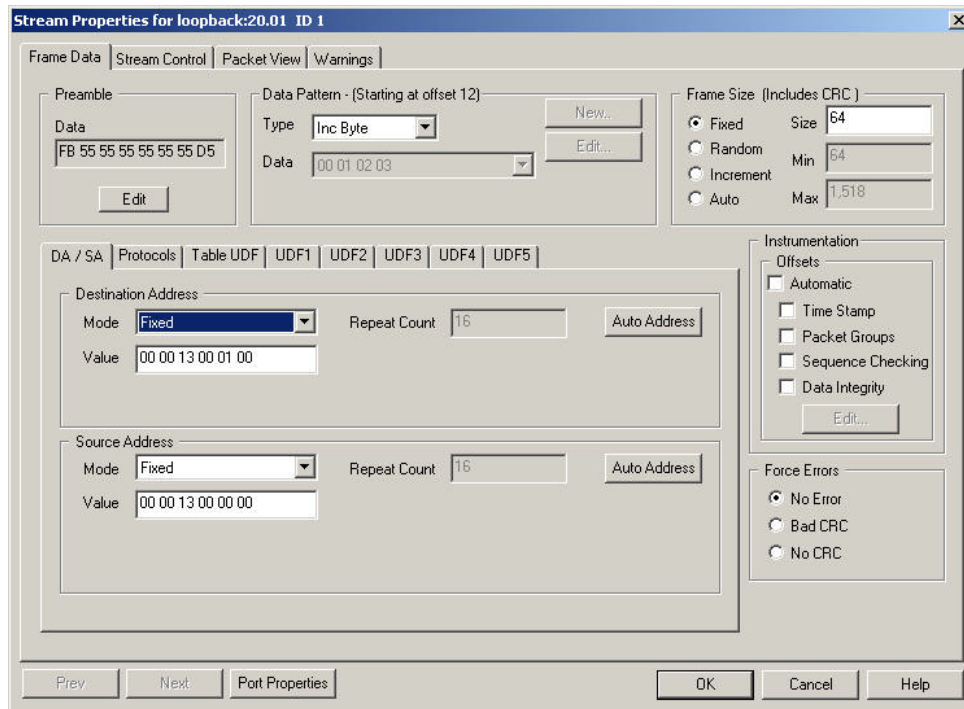 Stream Properties for loopback:20.01 ID 1
Frame Data Stream Control Packet View Warnings
Preamble
Data
FB 55 55 55 55 55 55 D5
Edit
Data Pattern - (Starting at offset 12)
Type Inc Byte
Data 00 01 02 03
New..
Edit...
Frame Size (Includes CRC )
Fixed Size 64
Random Min 64
Increment
Auto Max 1,518
DA / SA Protocols Table UDF UDF1 UDF2 UDF3 UDF4 UDF5
Destination Address
Mode Fixed Repeat Count 16 Auto Address
Value 00 00 13 00 01 00
Source Address
Mode Fixed Repeat Count 16 Auto Address
Value 00 00 13 00 00 00
Instrumentation
Offsets
Automatic
Time Stamp
Packet Groups
Sequence Checking
Data Integrity
Edit...
Force Errors
No Error
Bad CRC
No CRC
Prev Next Port Properties OK Cancel Help